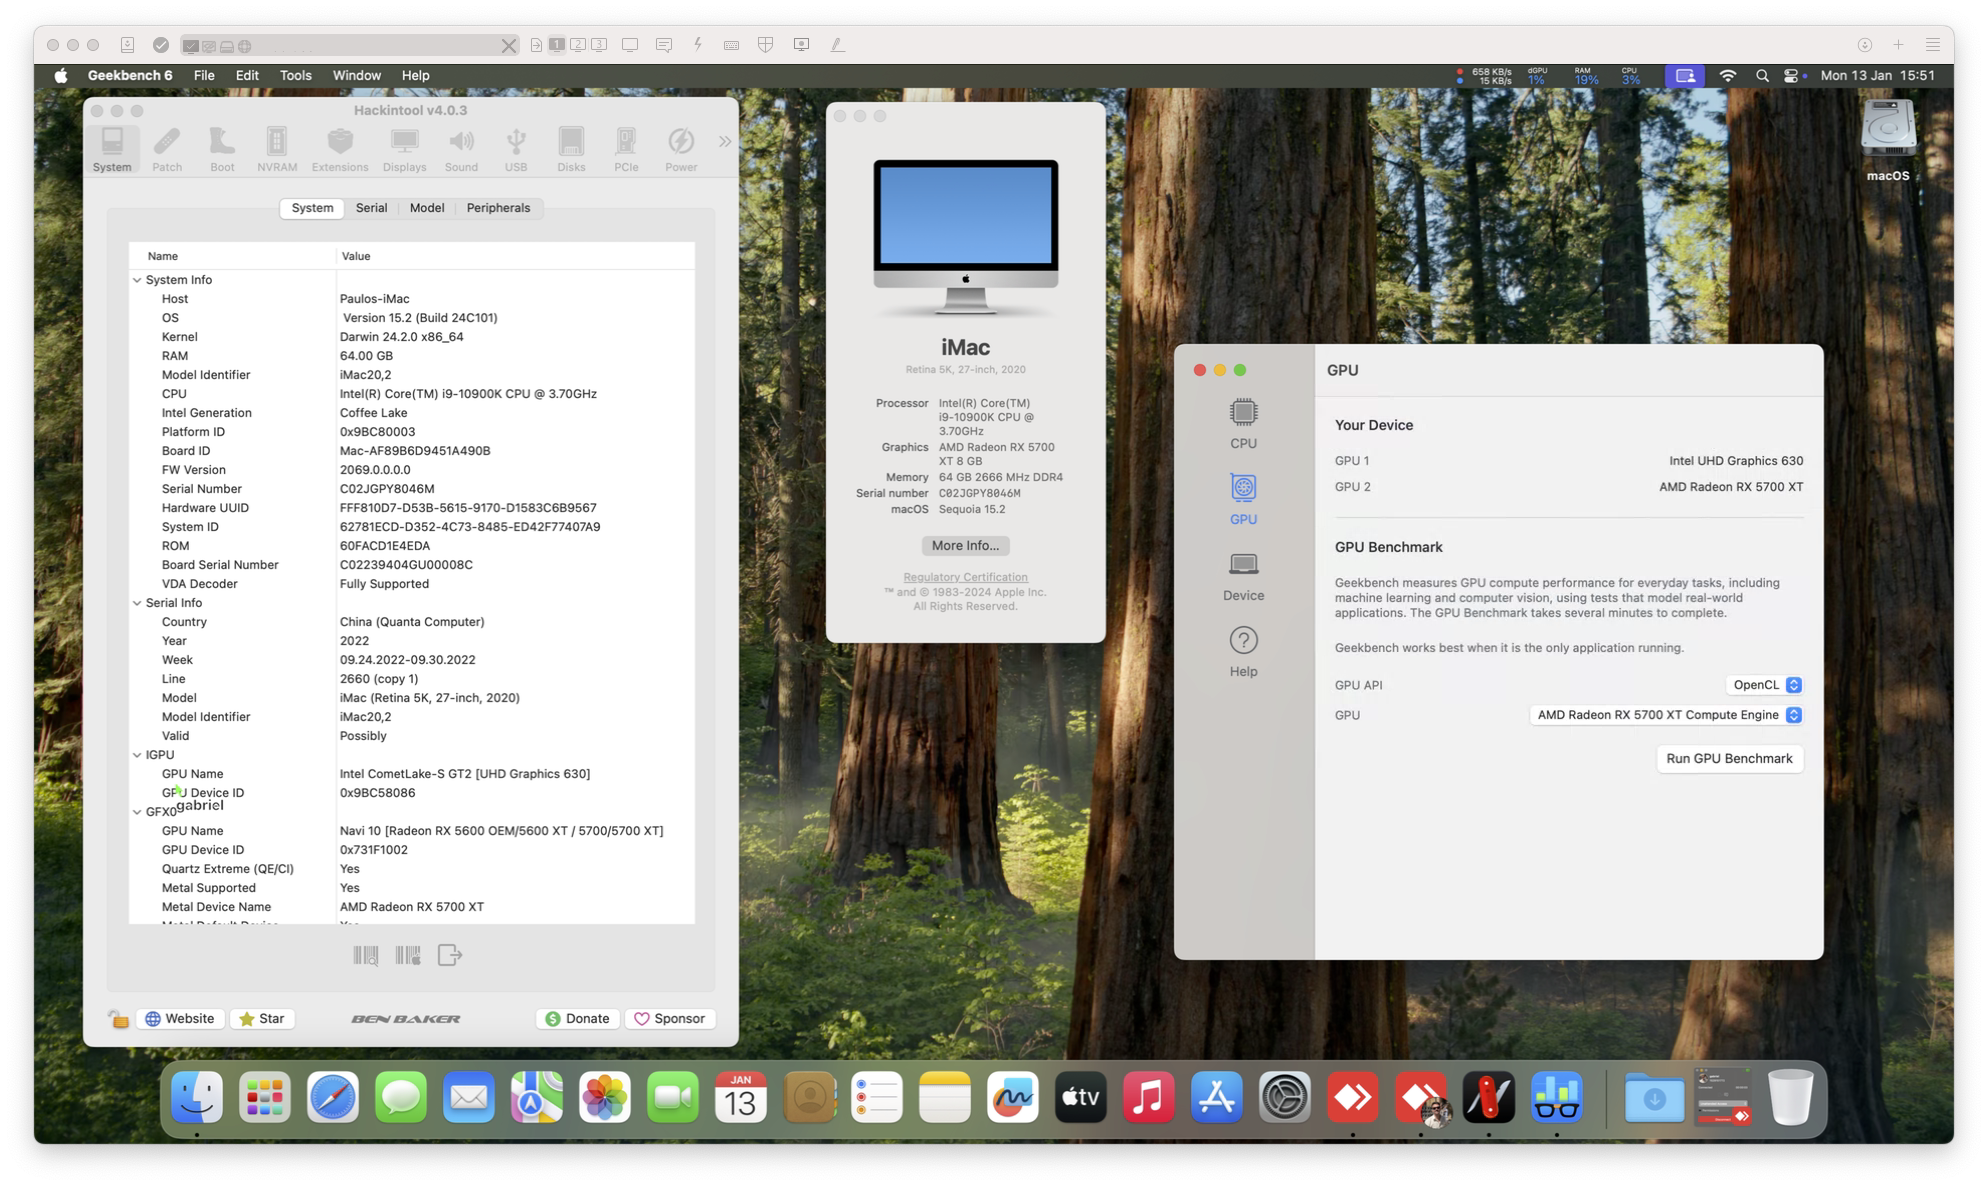 1 2 3
Geekbench 6 File Edit Tools Window Help
658 KB/s
15 KB/s
dGPU
1%
RAM
19%
CPU
3%
Mon 13 Jan 15:51
Hackintool v4.0.3
System Patch Boot NVRAM Extensions Displays Sound USB Disks PCIe Power
System Serial Model Peripherals
Name Value
System Info
Host Paulos-iMac
OS Version 15.2 (Build 24C101)
Kernel Darwin 24.2.0 x86_64
RAM 64.00 GB
Model Identifier iMac20,2
CPU Intel(R) Core(TM) i9-10900K CPU @ 3.70GHz
Intel Generation Coffee Lake
Platform ID 0x9BC80003
Board ID Mac-AF89B6D9451A490B
FW Version 2069.0.0.0.0
Serial Number C02JGPY8046M
Hardware UUID FFF810D7-D53B-5615-9170-D1583C6B9567
System ID 62781ECD-D352-4C73-8485-ED42F77407A9
ROM 60FACD1E4EDA
Board Serial Number C02239404GU00008C
VDA Decoder Fully Supported
Serial Info
Country China (Quanta Computer)
Year 2022
Week 09.24.2022-09.30.2022
Line 2660 (copy 1)
Model iMac (Retina 5K, 27-inch, 2020)
Model Identifier iMac20,2
Valid Possibly
IGPU
GPU Name Intel CometLake-S GT2 [UHD Graphics 630]
GPU Device ID 0x9BC58086
gabriel
GFX0
GPU Name Navi 10 [Radeon RX 5600 OEM/5600 XT / 5700/5700 XT]
GPU Device ID 0x731F1002
Quartz Extreme (QE/CI) Yes
Metal Supported Yes
Metal Device Name AMD Radeon RX 5700 XT
Metal Default Device Yes
Website Star BEN BAKER Donate Sponsor
iMac
Retina 5K, 27-inch, 2020
Processor Intel(R) Core(TM)
i9-10900K CPU @
3.70GHz
Graphics AMD Radeon RX 5700
XT 8 GB
Memory 64 GB 2666 MHz DDR4
Serial number C02JGPY8046M
macOS Sequoia 15.2
More Info...
Regulatory Certification
™ and © 1983-2024 Apple Inc.
All Rights Reserved.
macOS
CPU
GPU
Device
Help
GPU
Your Device
GPU 1 Intel UHD Graphics 630
GPU 2 AMD Radeon RX 5700 XT
GPU Benchmark
Geekbench measures GPU compute performance for everyday tasks, including
machine learning and computer vision, using tests that model real-world
applications. The GPU Benchmark takes several minutes to complete.
Geekbench works best when it is the only application running.
GPU API OpenCL
GPU AMD Radeon RX 5700 XT Compute Engine
Run GPU Benchmark
JAN
13
tv